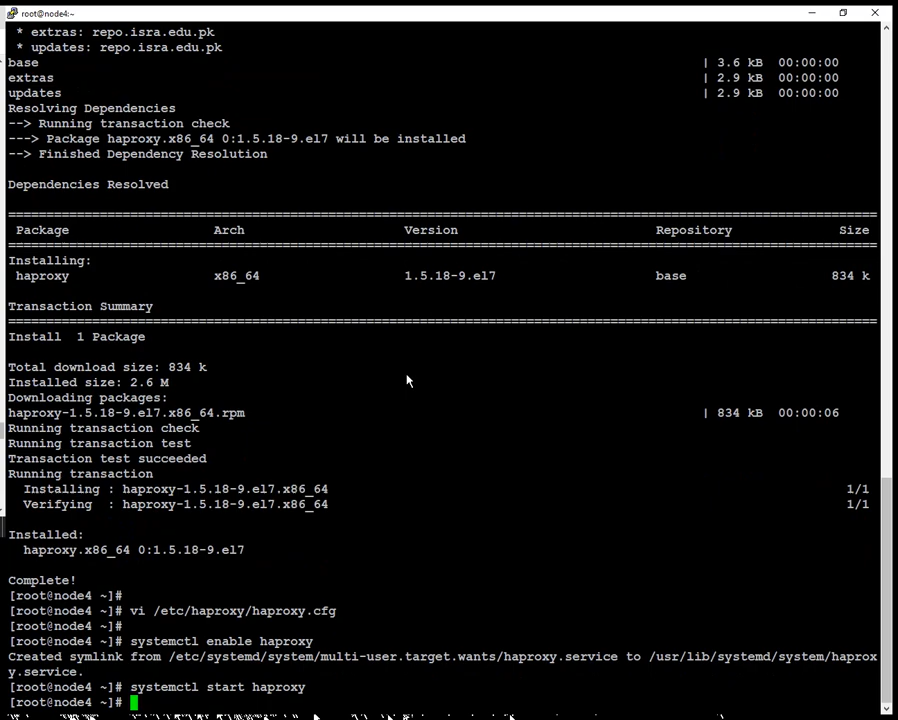 root@node4:~
* extras: repo.isra.edu.pk
* updates: repo.isra.edu.pk
base | 3.6 kB 00:00:00
extras | 2.9 kB 00:00:00
updates | 2.9 kB 00:00:00
Resolving Dependencies
--> Running transaction check
---> Package haproxy.x86_64 0:1.5.18-9.el7 will be installed
--> Finished Dependency Resolution
Dependencies Resolved
Package Arch Version Repository Size
Installing:
haproxy x86_64 1.5.18-9.el7 base 834 k
Transaction Summary
Install 1 Package
Total download size: 834 k
Installed size: 2.6 M
Downloading packages:
haproxy-1.5.18-9.el7.x86_64.rpm | 834 kB 00:00:06
Running transaction check
Running transaction test
Transaction test succeeded
Running transaction
Installing : haproxy-1.5.18-9.el7.x86_64 1/1
Verifying : haproxy-1.5.18-9.el7.x86_64 1/1
Installed:
haproxy.x86_64 0:1.5.18-9.el7
Complete!
[root@node4 ~]#
[root@node4 ~]# vi /etc/haproxy/haproxy.cfg
[root@node4 ~]#
[root@node4 ~]# systemctl enable haproxy
Created symlink from /etc/systemd/system/multi-user.target.wants/haproxy.service to /usr/lib/systemd/system/haprox
y.service.
[root@node4 ~]# systemctl start haproxy
[root@node4 ~]#